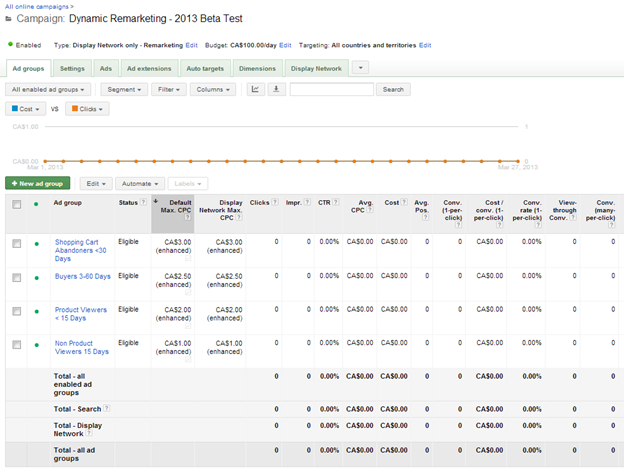 All online campaigns >
Campaign: Dynamic Remarketing - 2013 Beta Test
Enabled Type: Display Network only - Remarketing Edit Budget: CA$100.00/day Edit Targeting: All countries and territories Edit
Ad groups Settings Ads Ad extensions Auto targets Dimensions Display Network
All enabled ad groups Segment Filter Columns Search
Cost VS Clicks
CA$1.00 1
CA$0.00 0
Mar 1, 2013 Mar 27, 2013
+ New ad group Edit Automate Labels
Ad group Status ? Default Display Clicks ? Impr. ? CTR ? Avg. Cost ? Avg. Conv. Cost / Conv. View- Conv.
Max. CPC Network Max. CPC ? Pos. (1-per- conv. (1- rate (1- through (many-
? CPC ? ? click) per-click) per-click) Conv. ? per-click)
? ? ? ?
Shopping Cart Eligible CA$3.00 CA$3.00 0 0 0.00% CA$0.00 CA$0.00 0 0 CA$0.00 0.00% 0 0
Abandoners <30 (enhanced) (enhanced)
Days
Buyers 3-60 Days Eligible CA$2.50 CA$2.50 0 0 0.00% CA$0.00 CA$0.00 0 0 CA$0.00 0.00% 0 0
(enhanced) (enhanced)
Product Viewers Eligible CA$2.00 CA$2.00 0 0 0.00% CA$0.00 CA$0.00 0 0 CA$0.00 0.00% 0 0
< 15 Days (enhanced) (enhanced)
Non Product Eligible CA$1.00 CA$1.00 0 0 0.00% CA$0.00 CA$0.00 0 0 CA$0.00 0.00% 0 0
Viewers 15 Days (enhanced) (enhanced)
Total - all 0 0 0.00% CA$0.00 CA$0.00 0 0 CA$0.00 0.00% 0 0
enabled ad
groups
Total - Search ? 0 0 0.00% CA$0.00 CA$0.00 0 0 CA$0.00 0.00% 0 0
Total - Display 0 0 0.00% CA$0.00 CA$0.00 0 0 CA$0.00 0.00% 0 0
Network ?
Total - all ad 0 0 0.00% CA$0.00 CA$0.00 0 0 CA$0.00 0.00% 0 0
groups